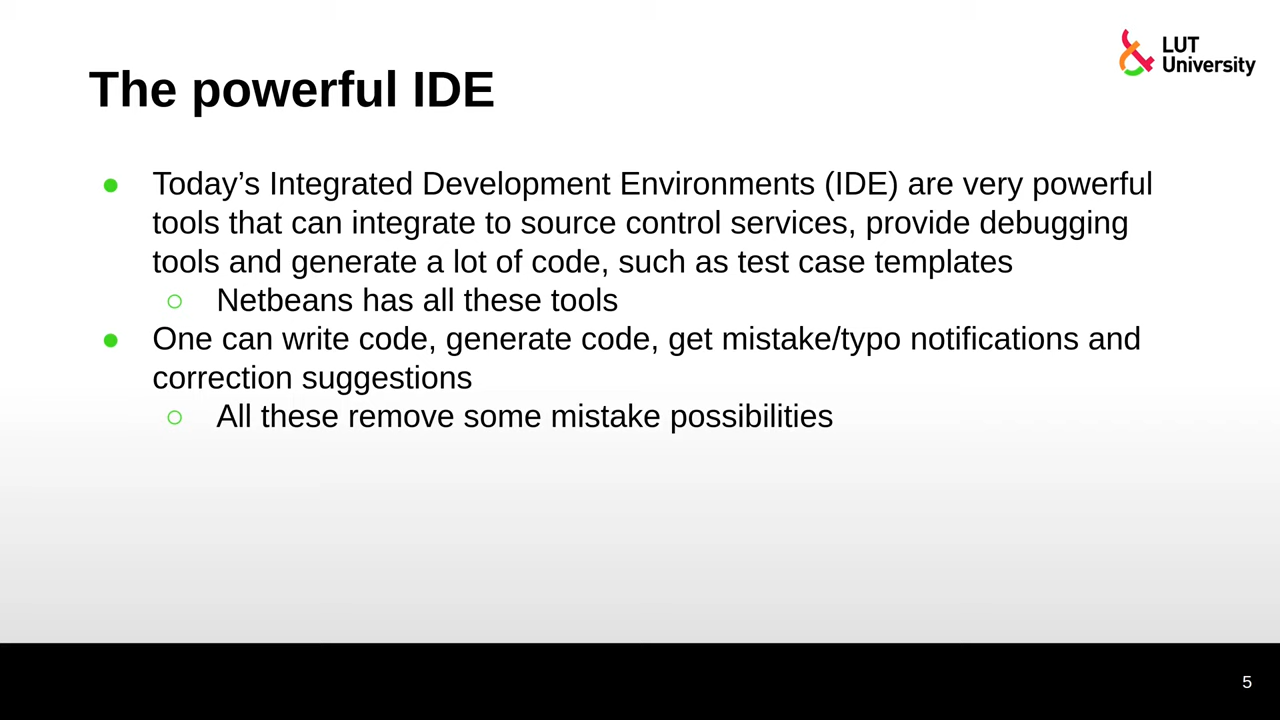 LUT
University
The powerful IDE
● Today’s Integrated Development Environments (IDE) are very powerful
tools that can integrate to source control services, provide debugging
tools and generate a lot of code, such as test case templates
○ Netbeans has all these tools
● One can write code, generate code, get mistake/typo notifications and
correction suggestions
○ All these remove some mistake possibilities
5